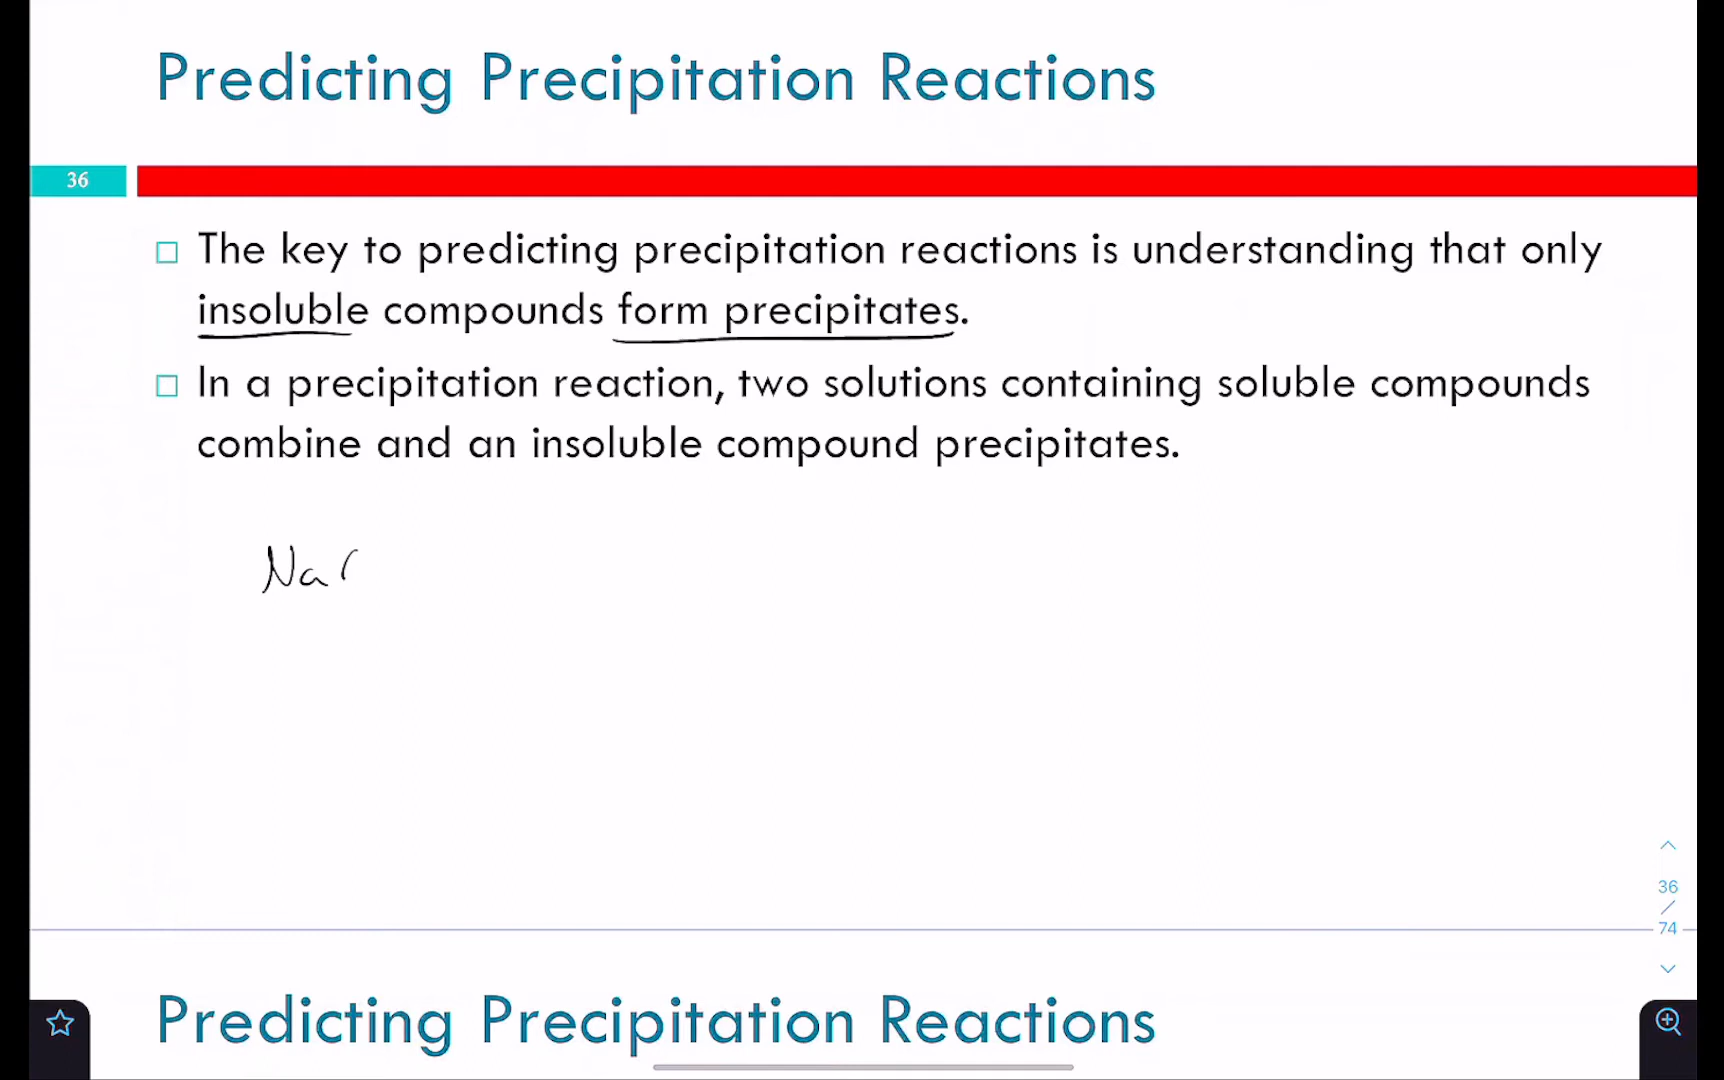 Predicting Precipitation Reactions
36
The key to predicting precipitation reactions is understanding that only
insoluble compounds form precipitates.
In a precipitation reaction, two solutions containing soluble compounds
combine and an insoluble compound precipitates.
Na (
36
/
74
Predicting Precipitation Reactions